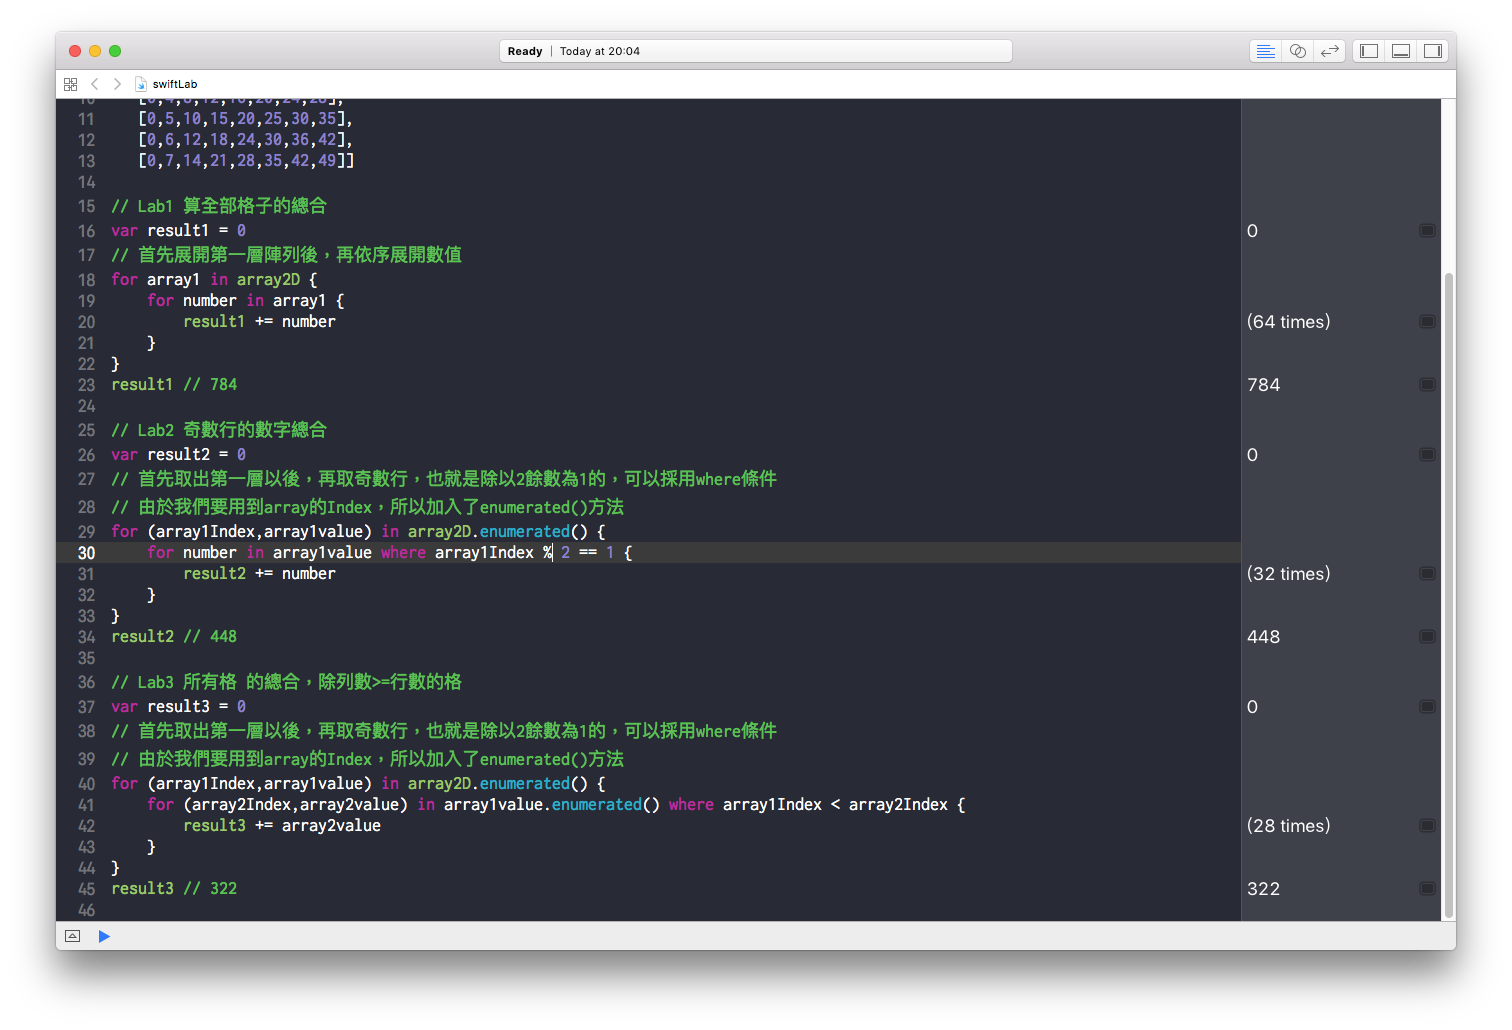 Ready | Today at 20:04
swiftLab
10 [0,4,8,12,16,20,24,28],
11 [0,5,10,15,20,25,30,35],
12 [0,6,12,18,24,30,36,42],
13 [0,7,14,21,28,35,42,49]]
14
15 // Lab1 算全部格子的總合
16 var result1 = 0 0
17 // 首先展開第一層陣列後，再依序展開數值
18 for array1 in array2D {
19 for number in array1 {
20 result1 += number (64 times)
21 }
22 }
23 result1 // 784 784
24
25 // Lab2 奇數行的數字總合
26 var result2 = 0 0
27 // 首先取出第一層以後，再取奇數行，也就是除以2餘數為1的，可以採用where條件
28 // 由於我們要用到array的Index，所以加入了enumerated()方法
29 for (array1Index,array1value) in array2D.enumerated() {
30 for number in array1value where array1Index % 2 == 1 {
31 result2 += number (32 times)
32 }
33 }
34 result2 // 448 448
35
36 // Lab3 所有格 的總合，除列數>=行數的格
37 var result3 = 0 0
38 // 首先取出第一層以後，再取奇數行，也就是除以2餘數為1的，可以採用where條件
39 // 由於我們要用到array的Index，所以加入了enumerated()方法
40 for (array1Index,array1value) in array2D.enumerated() {
41 for (array2Index,array2value) in array1value.enumerated() where array1Index < array2Index {
42 result3 += array2value (28 times)
43 }
44 }
45 result3 // 322 322
46